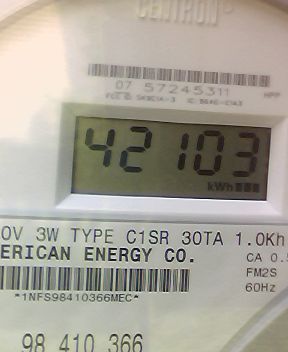 CENTRON
07 57245311
HPP
42103
kWh
0V 3W TYPE C1SR 30TA 1.0Kh
ERICAN ENERGY CO.
CA 0.5
FM2S
60Hz
*1NFS98410366MEC*
98 410 366